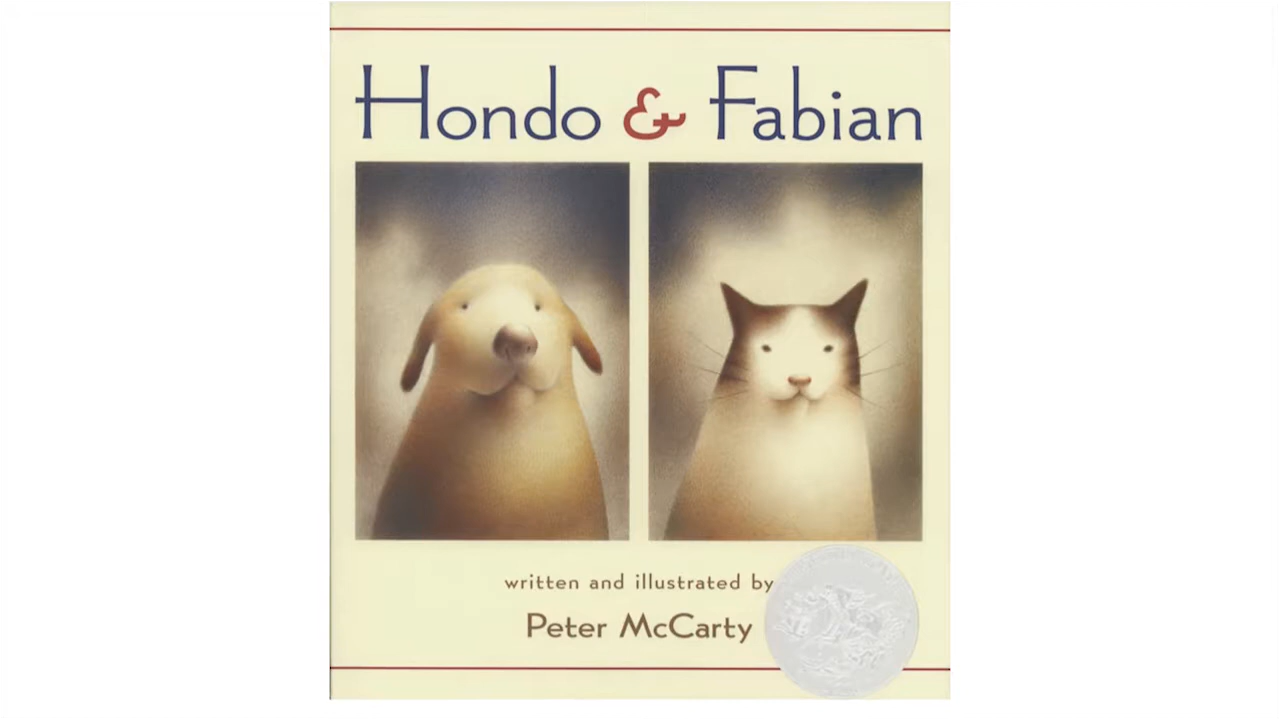 Hondo & Fabian
written and illustrated by
Peter McCarty